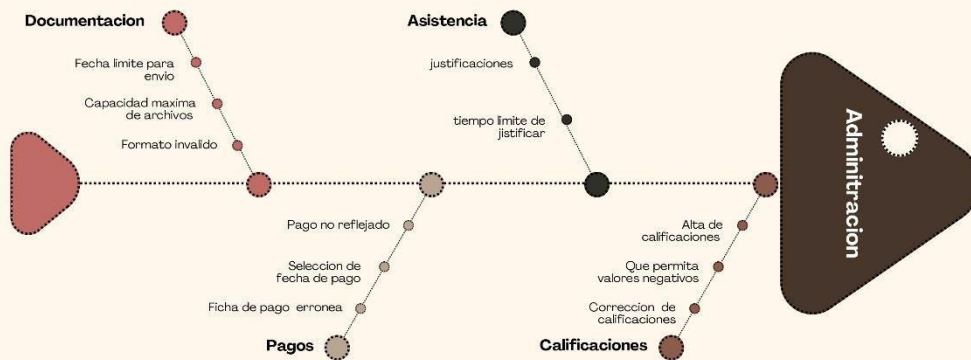 Documentacion
Fecha limite para
envio
Capacidad maxima
de archivos
Formato invalido
Asistencia
justificaciones
tiempo limite de
jistificar
Pago no reflejado
Seleccion de
fecha de pago
Ficha de pago erronea
Pagos
Alta de
calificaciones
Que permita
valores negativos
Correccion de
calificaciones
Calificaciones
Adminitracion